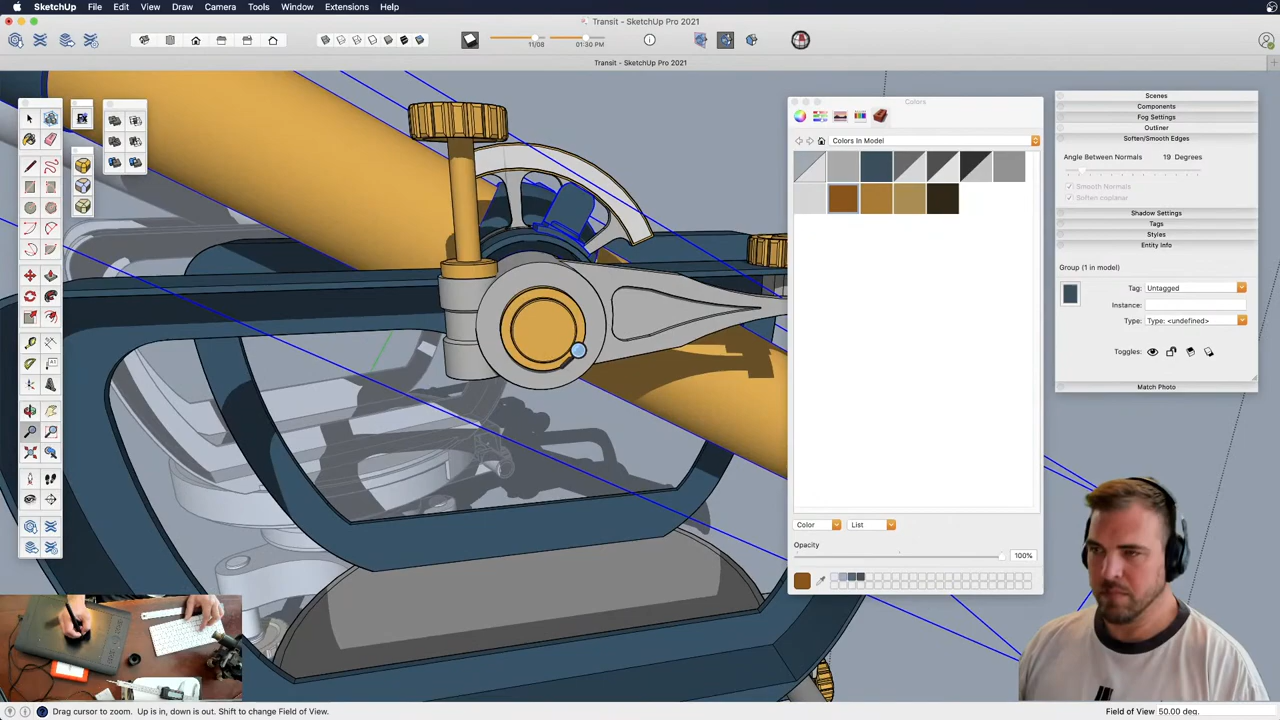 SketchUp File Edit View Draw Camera Tools Window Extensions Help
Transit - SketchUp Pro 2021
11/08
01:30 PM
Transit - SketchUp Pro 2021
Colors
Colors In Model
Color
List
Opacity
100%
Scenes
Components
Fog Settings
Outliner
Soften/Smooth Edges
Angle Between Normals 19 Degrees
Smooth Normals
Soften coplanar
Shadow Settings
Tags
Styles
Entity Info
Group (1 in model)
Tag: Untagged
Instance:
Type: Type: <undefined>
Toggles:
Match Photo
Drag cursor to zoom. Up is in, down is out. Shift to change Field of View.
Field of View 50.00 deg.